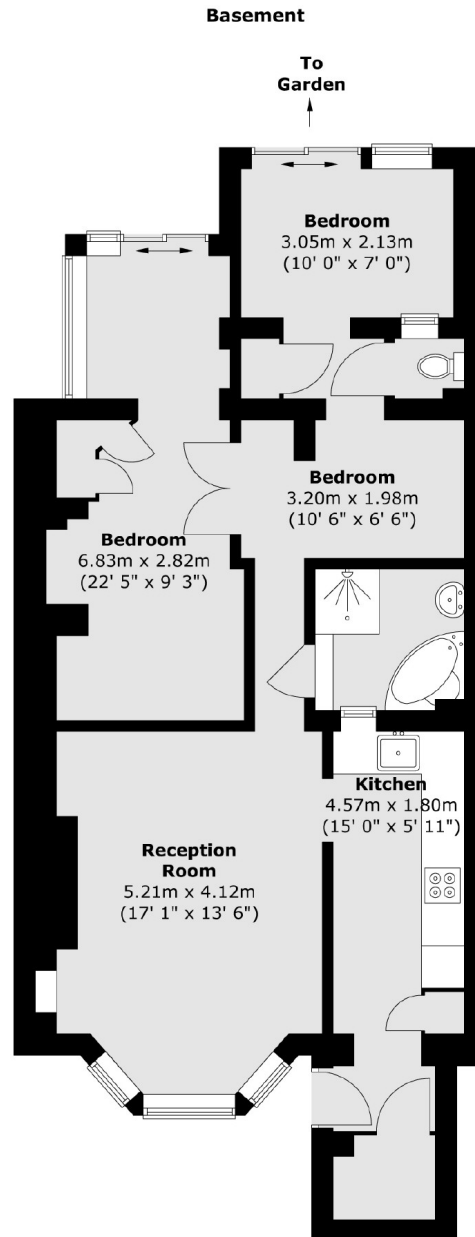 Basement
To
Garden
Bedroom
3.05m x 2.13m
(10' 0" x 7' 0")
Bedroom
3.20m x 1.98m
(10' 6" x 6' 6")
Bedroom
6.83m x 2.82m
(22' 5" x 9' 3")
Kitchen
4.57m x 1.80m
(15' 0" x 5' 11")
Reception
Room
5.21m x 4.12m
(17' 1" x 13' 6")